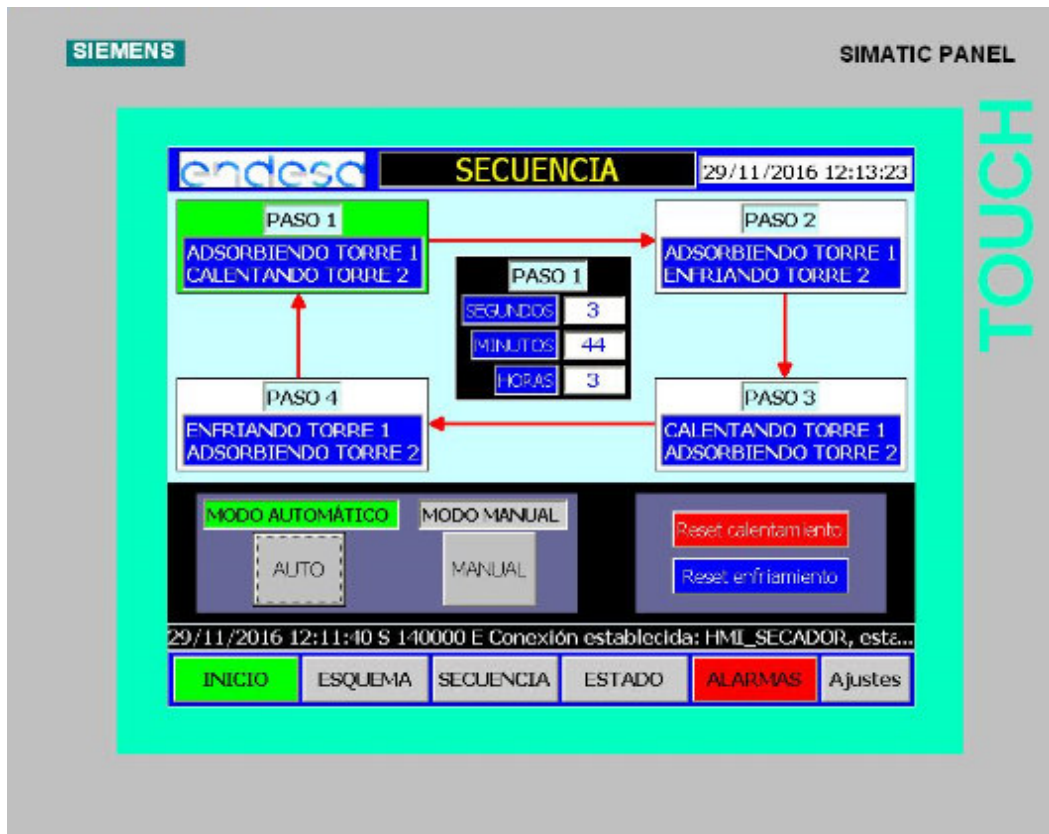 SIEMENS
SIMATIC PANEL
TOUCH
endesa
SECUENCIA
29/11/2016 12:13:23
PASO 1
ADSORBIENDO TORRE 1
CALENTANDO TORRE 2
PASO 2
ADSORBIENDO TORRE 1
ENFRIANDO TORRE 2
PASO 1
SEGUNDOS 3
MINUTOS 44
HORAS 3
PASO 4
ENFRIANDO TORRE 1
ADSORBIENDO TORRE 2
PASO 3
CALENTANDO TORRE 1
ADSORBIENDO TORRE 2
MODO AUTOMÁTICO
MODO MANUAL
AUTO
MANUAL
Reset calentamiento
Reset enfriamiento
29/11/2016 12:11:40 S 140000 E Conexión establecida: HMI_SECADOR, esta...
INICIO
ESQUEMA
SECUENCIA
ESTADO
ALARMAS
Ajustes